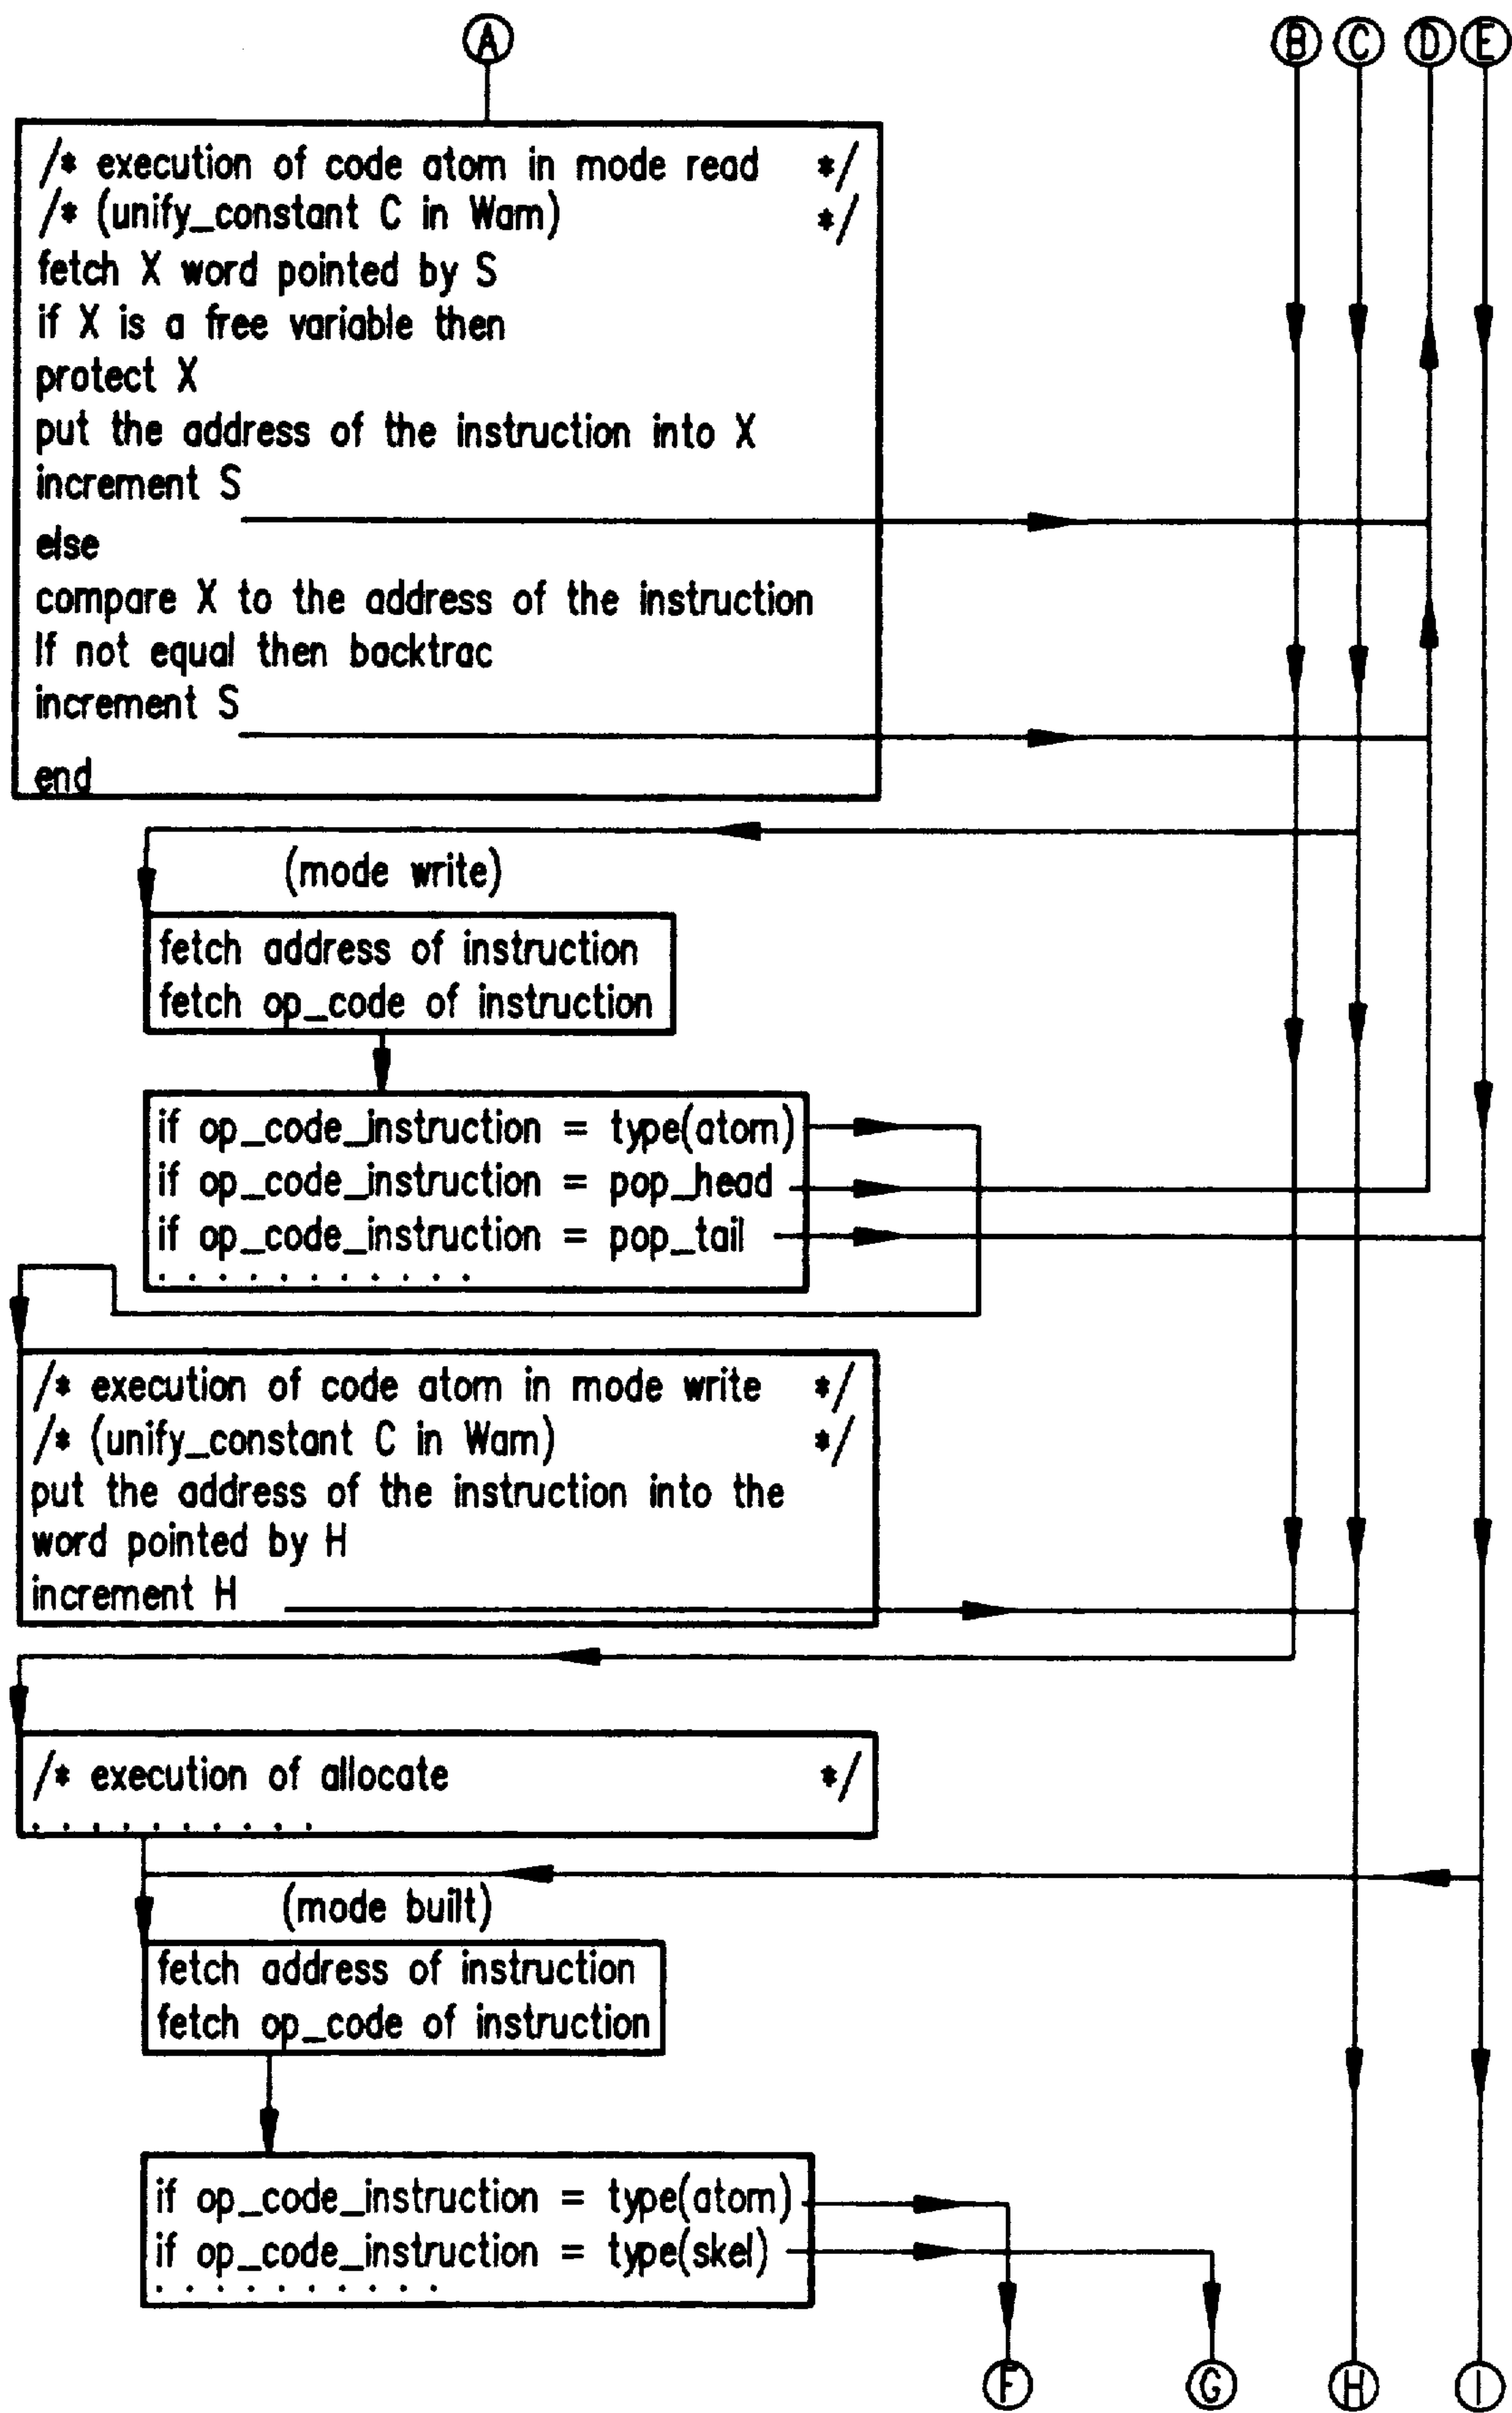 A B C D E
/* execution of code atom in mode read */
/* (unify_constant C in Wam) */
fetch X word pointed by S
if X is a free variable then
protect X
put the address of the instruction into X
increment S
else
compare X to the address of the instruction
If not equal then backtrac
increment S
end
(mode write)
fetch address of instruction
fetch op_code of instruction
if op_code_instruction = type(atom)
if op_code_instruction = pop_head
if op_code_instruction = pop_tail
. . . . . . . . . . .
/* execution of code atom in mode write */
/* (unify_constant C in Wam) */
put the address of the instruction into the
word pointed by H
increment H
/* execution of allocate */
. . . . . . . . . .
(mode built)
fetch address of instruction
fetch op_code of instruction
if op_code_instruction = type(atom)
if op_code_instruction = type(skel)
. . . . . . . . . .
F G H I